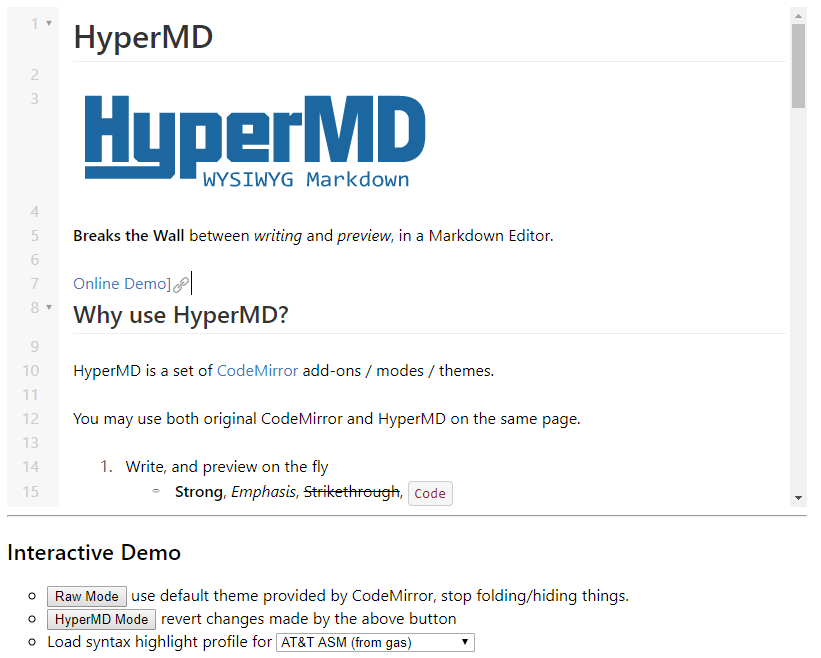 1 ▾ HyperMD
2
3 HyperMD
WYSIWYG Markdown
4
5 Breaks the Wall between writing and preview, in a Markdown Editor.
6
7 Online Demo]
8 ▾ Why use HyperMD?
9
10 HyperMD is a set of CodeMirror add-ons / modes / themes.
11
12 You may use both original CodeMirror and HyperMD on the same page.
13
14 1. Write, and preview on the fly
15 Strong, Emphasis, Strikethrough, Code
Interactive Demo
Raw Mode use default theme provided by CodeMirror, stop folding/hiding things.
HyperMD Mode revert changes made by the above button
Load syntax highlight profile for AT&T ASM (from gas)